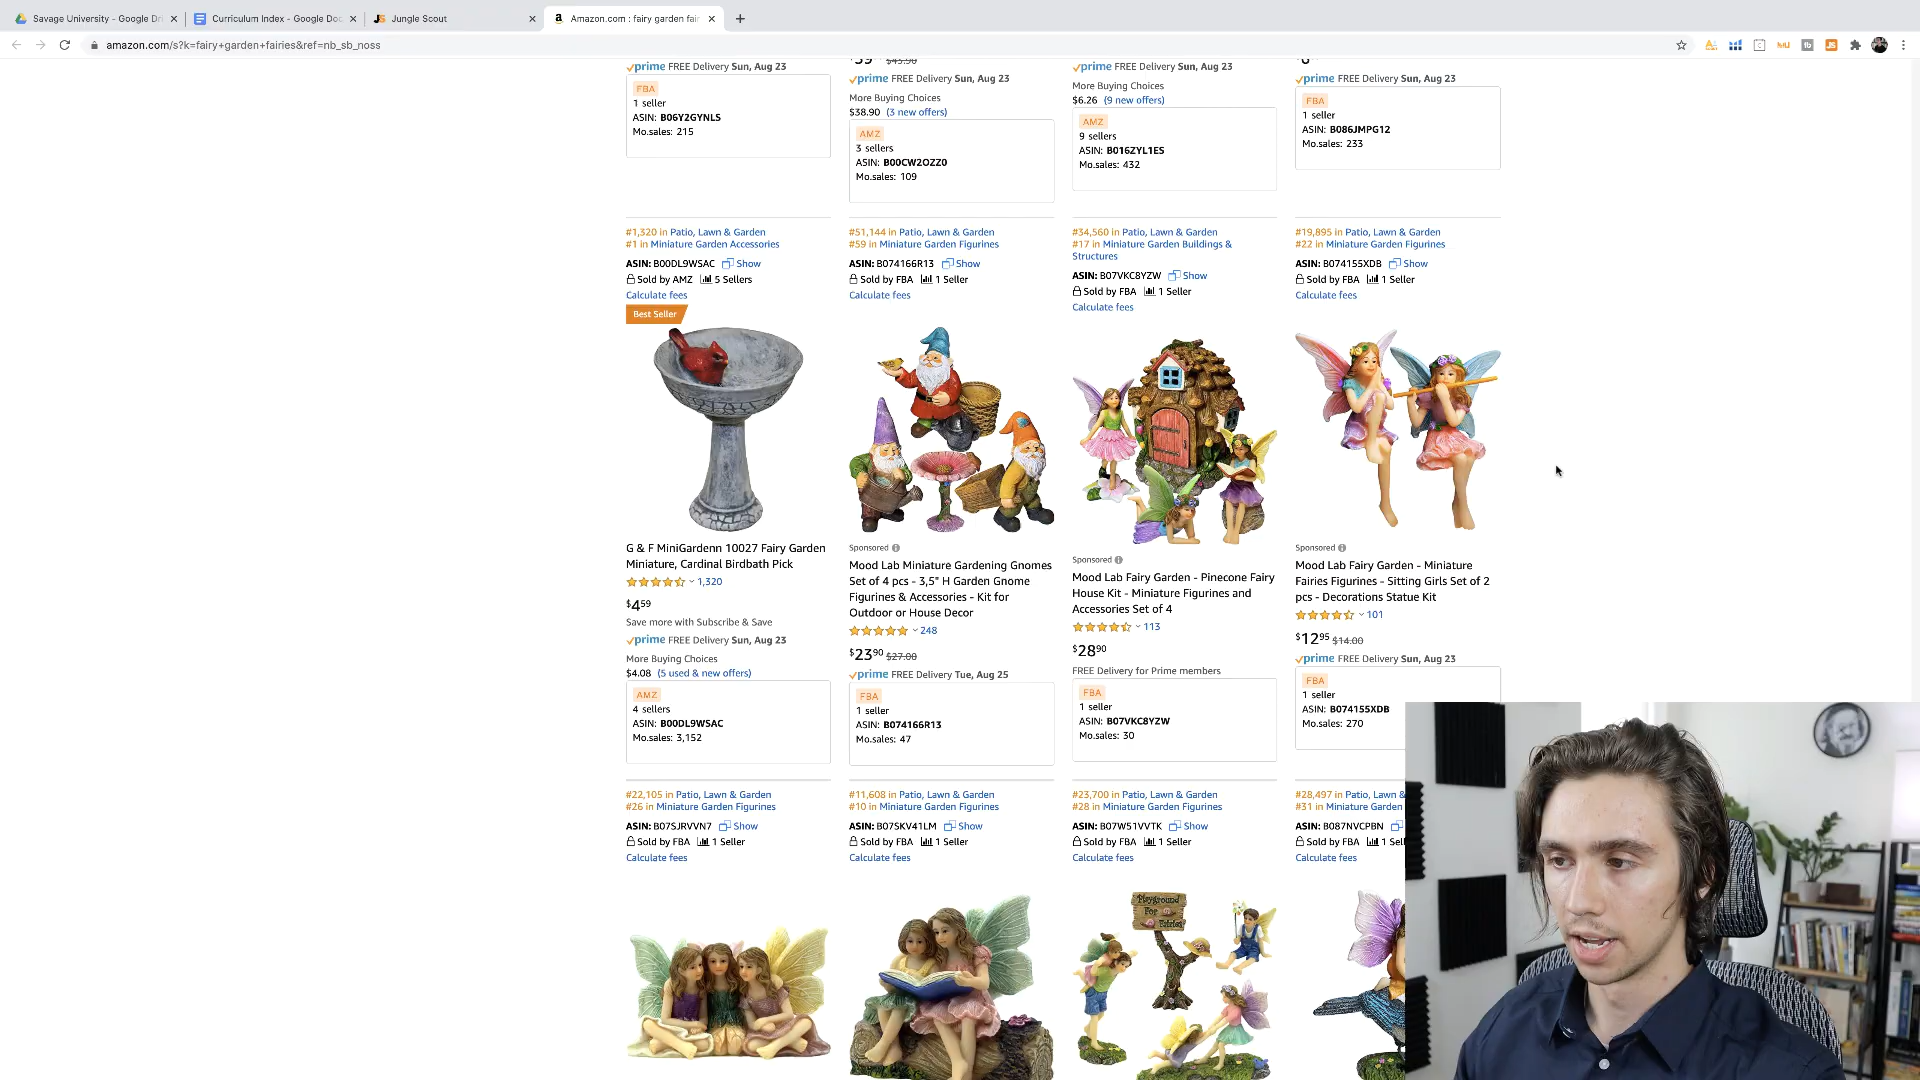 Savage University - Google Dri
Curriculum Index - Google Doc
Jungle Scout
Amazon.com : fairy garden fair
amazon.com/s?k=fairy+garden+fairies&ref=nb_sb_noss
prime FREE Delivery Sun, Aug 23
FBA
1 seller
ASIN: B06Y2GYNLS
Mo.sales: 215
$43.90
prime FREE Delivery Sun, Aug 23
More Buying Choices
$38.90 (3 new offers)
AMZ
3 sellers
ASIN: B00CW2OZZ0
Mo.sales: 109
prime FREE Delivery Sun, Aug 23
More Buying Choices
$6.26 (9 new offers)
AMZ
9 sellers
ASIN: B016ZYL1ES
Mo.sales: 432
prime FREE Delivery Sun, Aug 23
FBA
1 seller
ASIN: B086JMPG12
Mo.sales: 233
#1,320 in Patio, Lawn & Garden
#1 in Miniature Garden Accessories
ASIN: B00DL9WSAC Show
Sold by AMZ 5 Sellers
Calculate fees
Best Seller
G & F MiniGardenn 10027 Fairy Garden
Miniature, Cardinal Birdbath Pick
1,320
$4 59
Save more with Subscribe & Save
prime FREE Delivery Sun, Aug 23
More Buying Choices
$4.08 (5 used & new offers)
AMZ
4 sellers
ASIN: B00DL9WSAC
Mo.sales: 3,152
#51,144 in Patio, Lawn & Garden
#59 in Miniature Garden Figurines
ASIN: B074166R13 Show
Sold by FBA 1 Seller
Calculate fees
Sponsored
Mood Lab Miniature Gardening Gnomes
Set of 4 pcs - 3,5" H Garden Gnome
Figurines & Accessories - Kit for
Outdoor or House Decor
248
$23 90 $27.00
prime FREE Delivery Tue, Aug 25
FBA
1 seller
ASIN: B074166R13
Mo.sales: 47
#34,560 in Patio, Lawn & Garden
#17 in Miniature Garden Buildings &
Structures
ASIN: B07VKC8YZW Show
Sold by FBA 1 Seller
Calculate fees
Sponsored
Mood Lab Fairy Garden - Pinecone Fairy
House Kit - Miniature Figurines and
Accessories Set of 4
113
$28 90
FREE Delivery for Prime members
FBA
1 seller
ASIN: B07VKC8YZW
Mo.sales: 30
#19,895 in Patio, Lawn & Garden
#22 in Miniature Garden Figurines
ASIN: B074155XDB Show
Sold by FBA 1 Seller
Calculate fees
Sponsored
Mood Lab Fairy Garden - Miniature
Fairies Figurines - Sitting Girls Set of 2
pcs - Decorations Statue Kit
101
$12 95 $14.00
prime FREE Delivery Sun, Aug 23
FBA
1 seller
ASIN: B074155XDB
Mo.sales: 270
#22,105 in Patio, Lawn & Garden
#26 in Miniature Garden Figurines
ASIN: B07SJRVVN7 Show
Sold by FBA 1 Seller
Calculate fees
#11,608 in Patio, Lawn & Garden
#10 in Miniature Garden Figurines
ASIN: B07SKV41LM Show
Sold by FBA 1 Seller
Calculate fees
#23,700 in Patio, Lawn & Garden
#28 in Miniature Garden Figurines
ASIN: B07W51VVTK Show
Sold by FBA 1 Seller
Calculate fees
Playground
For
Fairies
#28,497 in Patio, Lawn &
#31 in Miniature Garden
ASIN: B087NVCPBN
Sold by FBA 1 Sell
Calculate fees